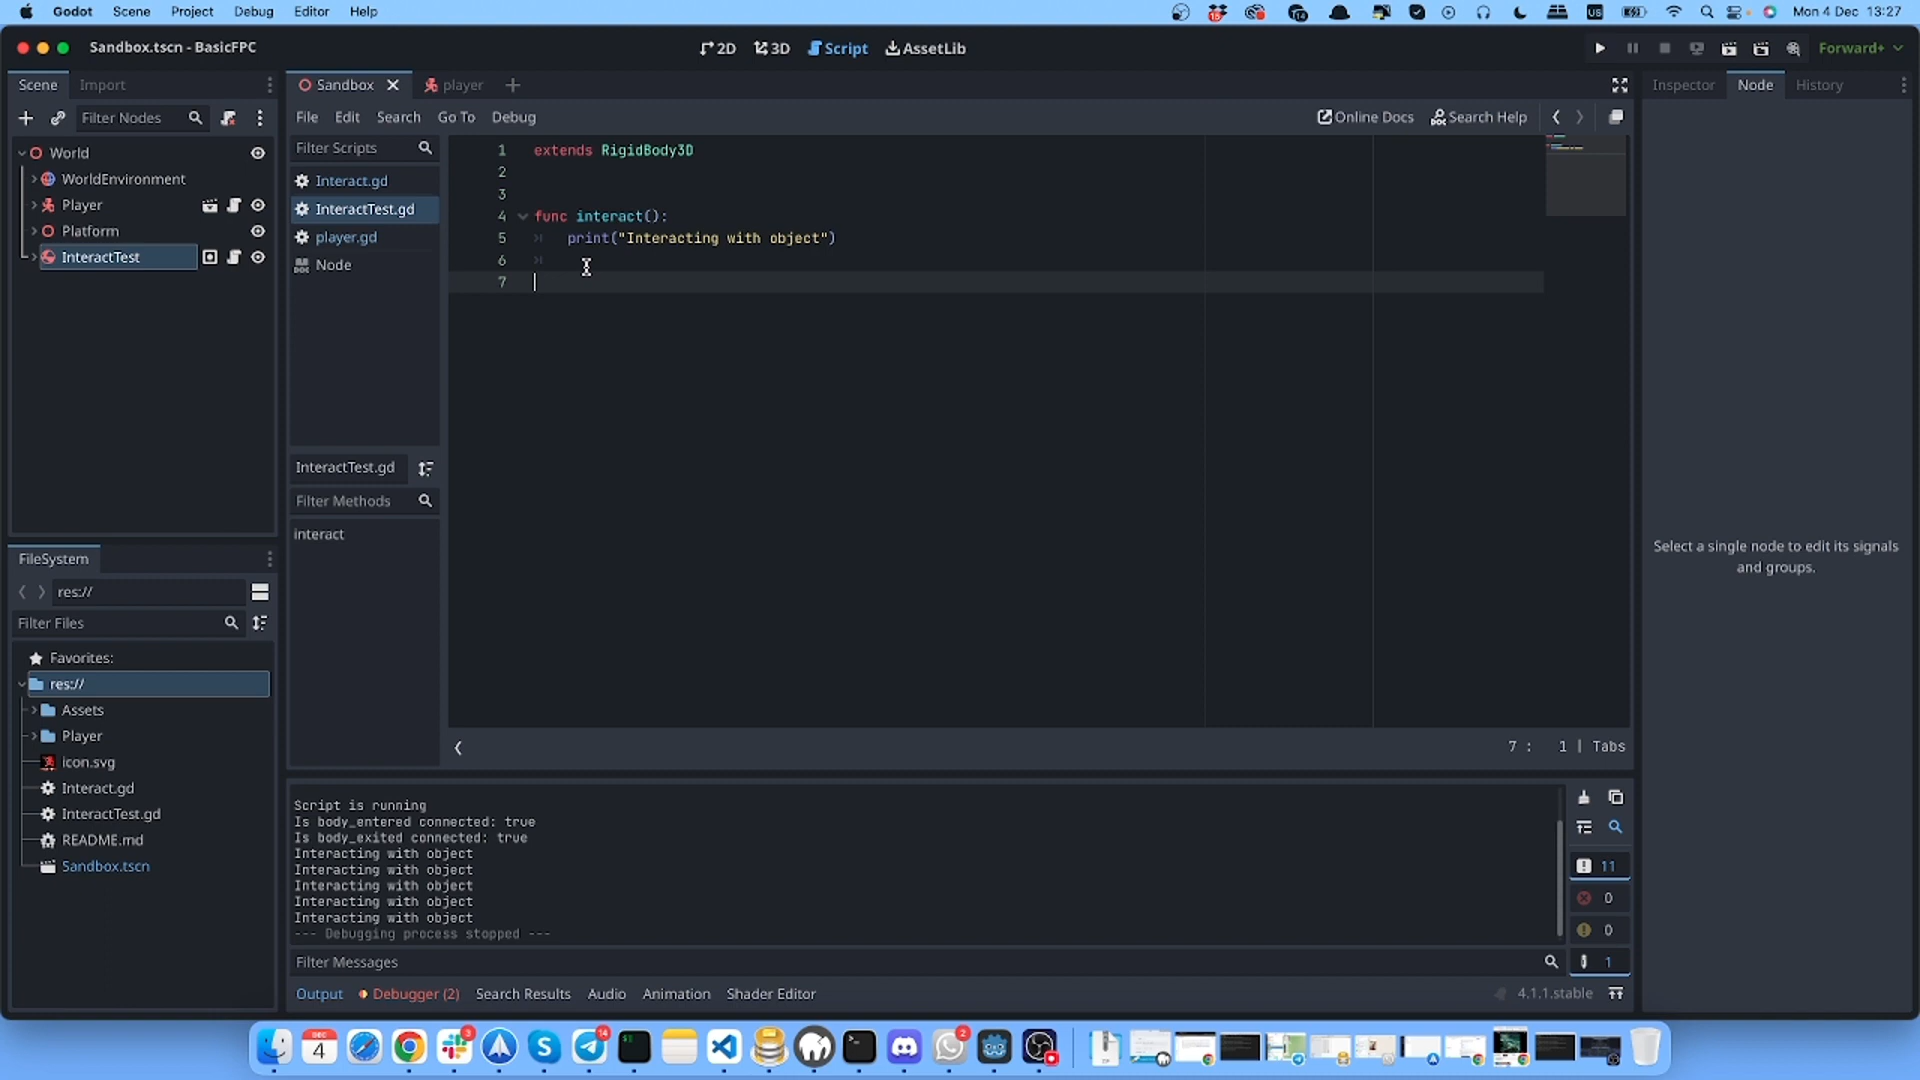 Godot Scene Project Debug Editor Help
Mon 4 Dec 13:27
Sandbox.tscn - BasicFPC
2D 3D Script AssetLib
Forward+
Scene Import
Sandbox player
Inspector Node History
Filter Nodes
File Edit Search Go To Debug
Online Docs Search Help
World
WorldEnvironment
Player
Platform
InteractTest
Filter Scripts
Interact.gd
InteractTest.gd
player.gd
Node
InteractTest.gd
Filter Methods
interact
1 extends RigidBody3D
2
3
4 func interact():
5 print("Interacting with object")
6
7
7 : 1 | Tabs
Select a single node to edit its signals
and groups.
FileSystem
res://
Filter Files
Favorites:
res://
Assets
Player
icon.svg
Interact.gd
InteractTest.gd
README.md
Sandbox.tscn
Script is running
Is body_entered connected: true
Is body_exited connected: true
Interacting with object
Interacting with object
Interacting with object
Interacting with object
Interacting with object
--- Debugging process stopped ---
11
0
0
1
Filter Messages
Output Debugger (2) Search Results Audio Animation Shader Editor
4.1.1.stable
DEC
4
3
14
2